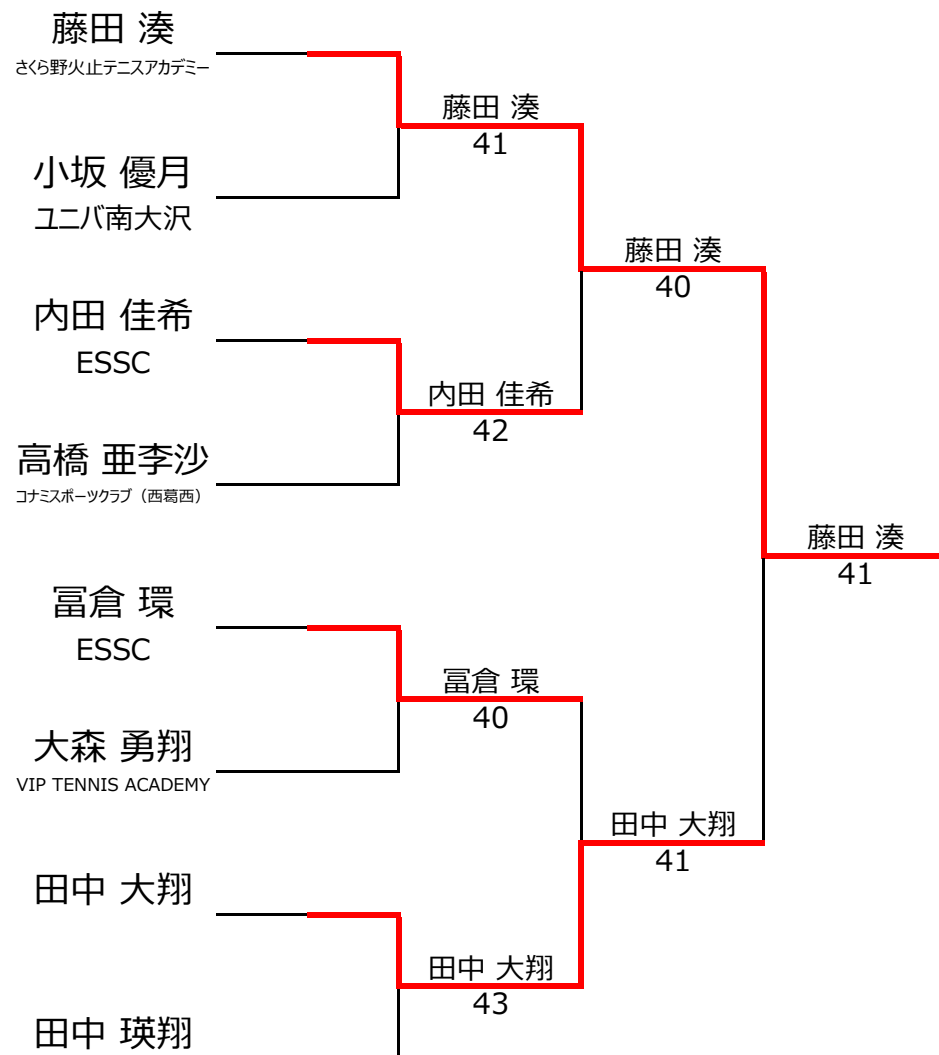 藤田 湊
さくら野火止テニスアカデミー
藤田 湊
41
小坂 優月
ユニバ南大沢
藤田 湊
40
内田 佳希
ESSC
内田 佳希
42
高橋 亜李沙
コナミスポーツクラブ（西葛西）
藤田 湊
41
冨倉 環
ESSC
冨倉 環
40
大森 勇翔
VIP TENNIS ACADEMY
田中 大翔
41
田中 大翔
田中 大翔
43
田中 瑛翔